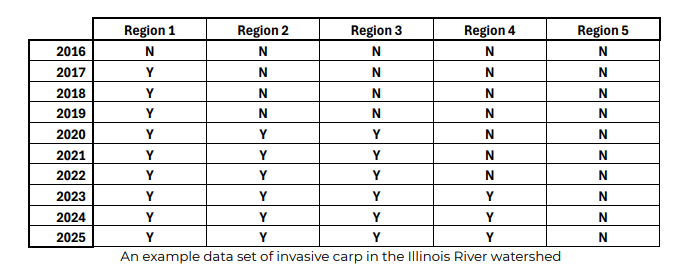 Region 1 Region 2 Region 3 Region 4 Region 5
2016 N N N N N
2017 Y N N N N
2018 Y N N N N
2019 Y N N N N
2020 Y Y Y N N
2021 Y Y Y N N
2022 Y Y Y N N
2023 Y Y Y Y N
2024 Y Y Y Y N
2025 Y Y Y Y N
An example data set of invasive carp in the Illinois River watershed